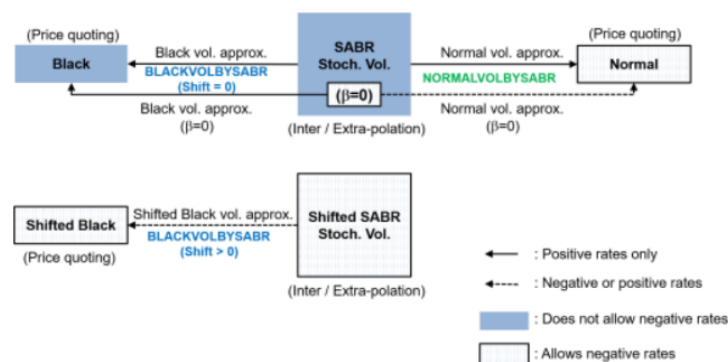 (Price quoting)
Black
Black vol. approx.
BLACKVOLBYSABR
(Shift = 0)
SABR
Stoch. Vol.
(β=0)
Normal vol. approx.
NORMALVOLBYSABR
(Price quoting)
Normal
Black vol. approx.
(β=0)
(Inter / Extra-polation)
Normal vol. approx.
(β=0)
Shifted Black
(Price quoting)
Shifted Black vol. approx.
BLACKVOLBYSABR
(Shift > 0)
Shifted SABR
Stoch. Vol.
(Inter / Extra-polation)
: Positive rates only
: Negative or positive rates
: Does not allow negative rates
: Allows negative rates